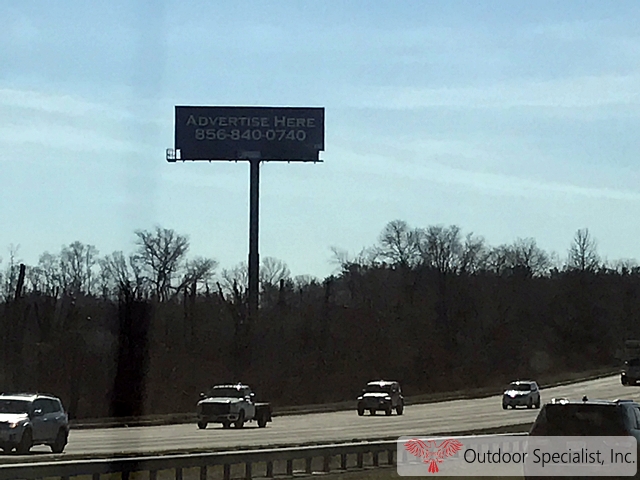 Advertise Here
856-840-0740
Outdoor Specialist, Inc.